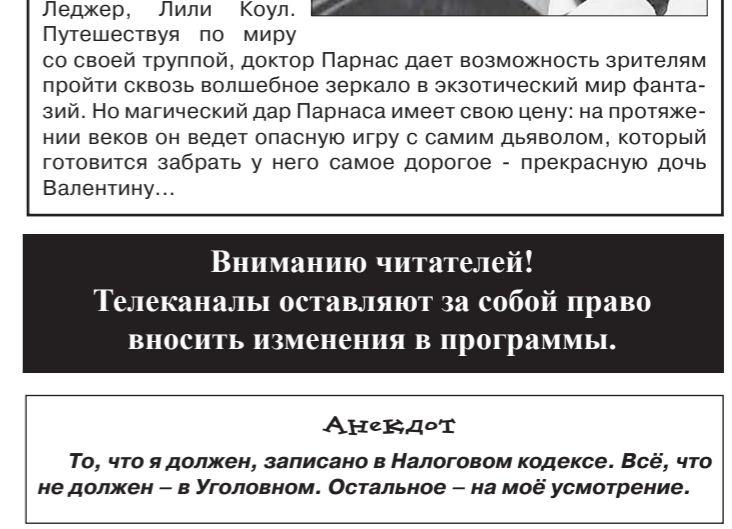 Леджер, Лили Коул.
Путешествуя по миру
со своей труппой, доктор Парнас дает возможность зрителям
пройти сквозь волшебное зеркало в экзотический мир фанта-
зий. Но магический дар Парнаса имеет свою цену: на протяже-
нии веков он ведет опасную игру с самим дьяволом, который
готовится забрать у него самое дорогое - прекрасную дочь
Валентину...
Вниманию читателей!
Телеканалы оставляют за собой право
вносить изменения в программы.
Анекдот
То, что я должен, записано в Налоговом кодексе. Всё, что
не должен – в Уголовном. Остальное – на моё усмотрение.